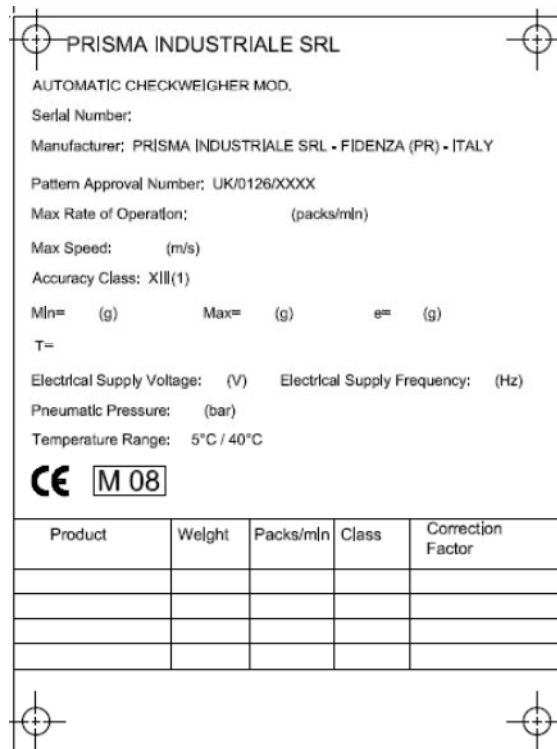 PRISMA INDUSTRIALE SRL
AUTOMATIC CHECKWEIGHER MOD.
Serial Number:
Manufacturer: PRISMA INDUSTRIALE SRL - FIDENZA (PR) - ITALY
Pattern Approval Number: UK/0126/XXXX
Max Rate of Operation: (packs/min)
Max Speed: (m/s)
Accuracy Class: XIII(1)
Min= (g) Max= (g) e= (g)
T=
Electrical Supply Voltage: (V) Electrical Supply Frequency: (Hz)
Pneumatic Pressure: (bar)
Temperature Range: 5°C / 40°C
CE M 08
Product Weight Packs/min Class Correction Factor